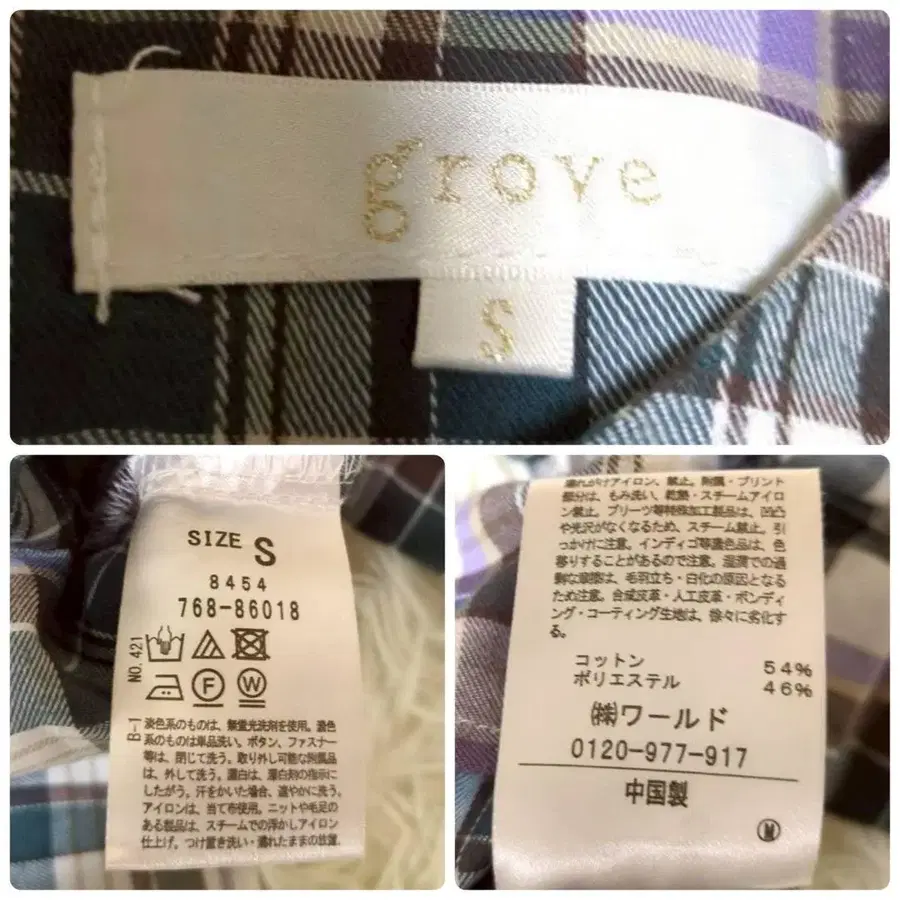 grove
S
SIZE S
8454
768-86018
NO.421
F
W
B-1
淡色系のものは、無蛍光洗剤を使用。濃色
系のものは単品洗い。ボタン、ファスナー
等は、閉じて洗う。取り外し可能な附属品
は、外して洗う。漂白は、漂白剤の指示に
したがう。汗をかいた場合、速やかに洗う。
アイロンは、当て布使用。ニットや毛足の
ある製品は、スチームでの浮かしアイロン
仕上げ。つけ置き洗い・濡れたままの放置、
濡れがけアイロン、禁止。附属・プリント
部分は、もみ洗い、乾熱・スチームアイロ
ン禁止。プリーツ等特殊加工製品は、凹凸
や光沢がなくなるため、スチーム禁止。引
っかけに注意。インディゴ等濃色品は、色
移りすることがあるので注意。湿潤での過
剰な摩擦は、毛羽立ち・白化の原因となる
ため注意。合成皮革・人工皮革・ボンディ
ング・コーティング生地は、徐々に劣化す
る。
コットン 54%
ポリエステル 46%
㈱ワールド
0120-977-917
中国製
M